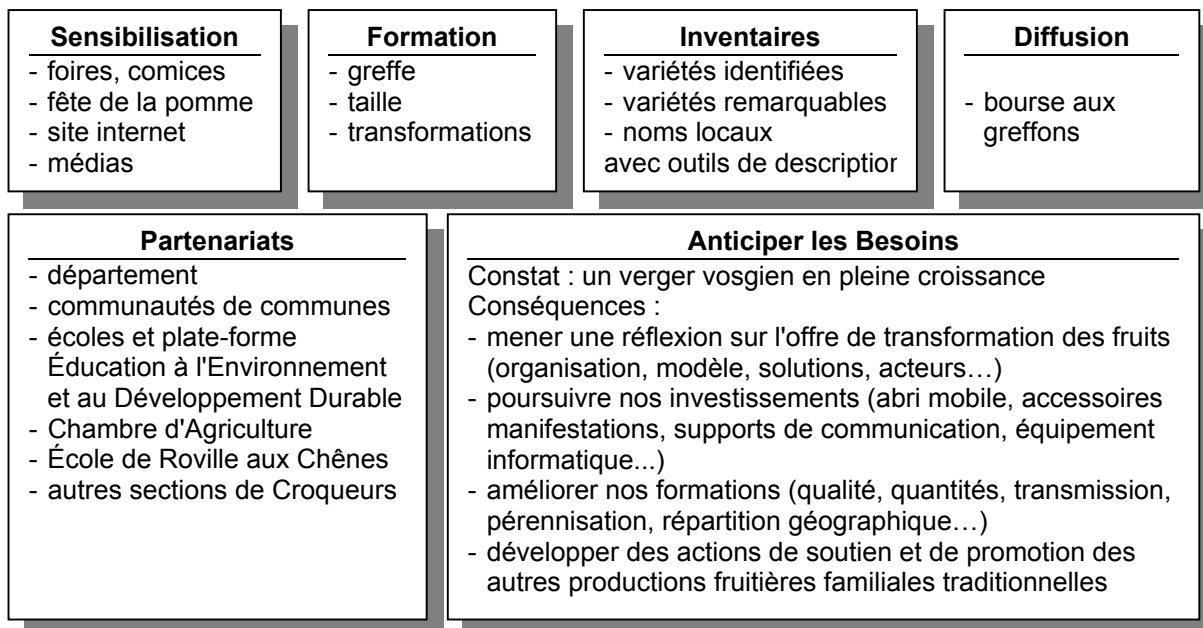 Sensibilisation
- foires, comices
- fête de la pomme
- site internet
- médias
Formation
- greffe
- taille
- transformations
Inventaires
- variétés identifiées
- variétés remarquables
- noms locaux
avec outils de description
Diffusion
- bourse aux
greffons
Partenariats
- département
- communautés de communes
- écoles et plate-forme
Éducation à l'Environnement
et au Développement Durable
- Chambre d'Agriculture
- École de Roville aux Chênes
- autres sections de Croqueurs
Anticiper les Besoins
Constat : un verger vosgien en pleine croissance
Conséquences :
- mener une réflexion sur l'offre de transformation des fruits
(organisation, modèle, solutions, acteurs…)
- poursuivre nos investissements (abri mobile, accessoires
manifestations, supports de communication, équipement
informatique...)
- améliorer nos formations (qualité, quantités, transmission,
pérennisation, répartition géographique…)
- développer des actions de soutien et de promotion des
autres productions fruitières familiales traditionnelles